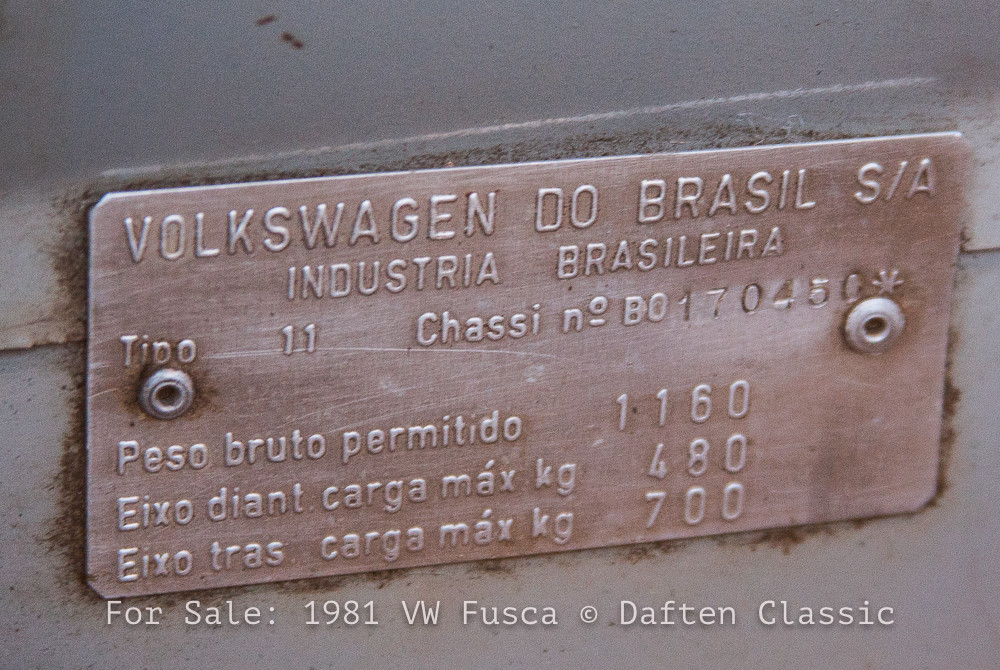 VOLKSWAGEN DO BRASIL S/A
INDUSTRIA BRASILEIRA
Tipo 11 Chassi nº BO170450*
Peso bruto permitido 1160
Eixo diant carga máx kg 480
Eixo tras carga máx kg 700
For Sale: 1981 VW Fusca © Daften Classic